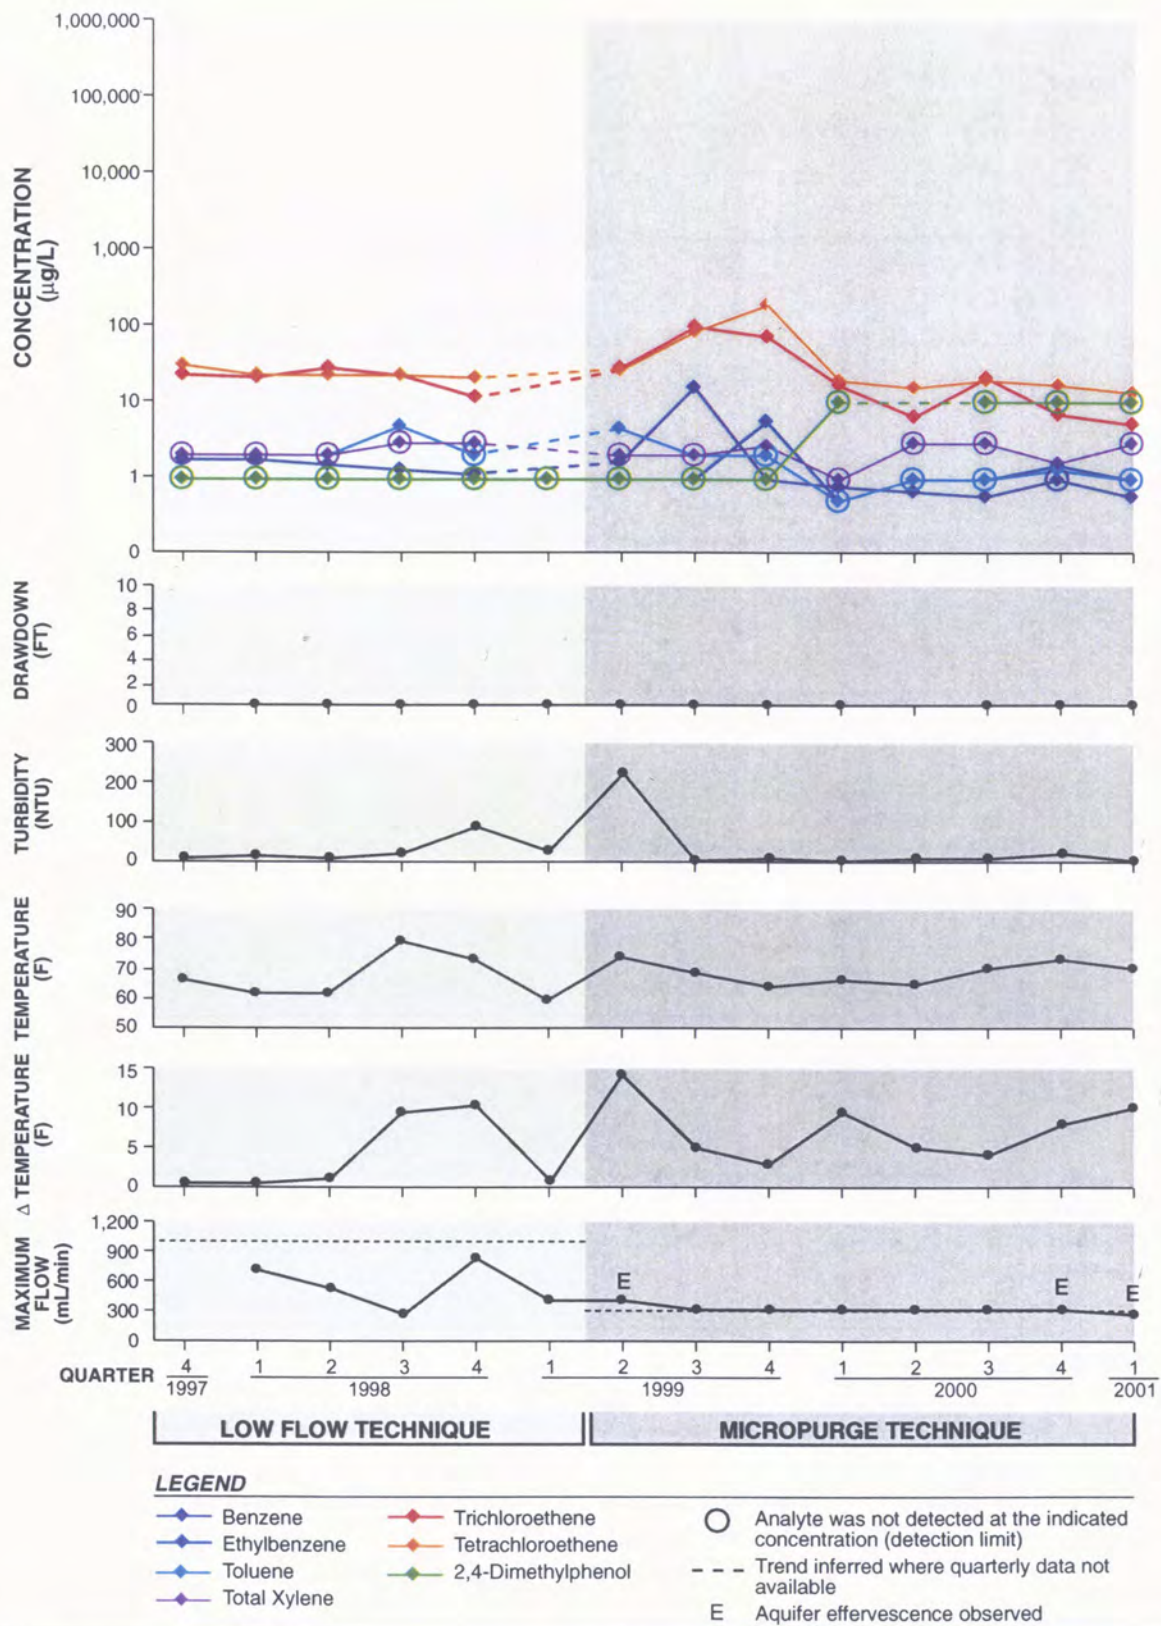 1,000,000
100,000
10,000
1,000
100
10
1
0
CONCENTRATION
(µg/L)
10
8
6
4
2
0
DRAWDOWN
(FT)
300
200
100
0
TURBIDITY
(NTU)
90
80
70
60
50
TEMPERATURE
(F)
15
10
5
0
Δ TEMPERATURE
(F)
1,200
900
600
300
0
MAXIMUM
FLOW
(mL/min)
E
E
E
QUARTER
4 1 2 3 4 1 2 3 4 1 2 3 4 1
1997 1998 1999 2000 2001
LOW FLOW TECHNIQUE MICROPURGE TECHNIQUE
LEGEND
Benzene
Ethylbenzene
Toluene
Total Xylene
Trichloroethene
Tetrachloroethene
2,4-Dimethylphenol
Analyte was not detected at the indicated
concentration (detection limit)
Trend inferred where quarterly data not
available
E Aquifer effervescence observed